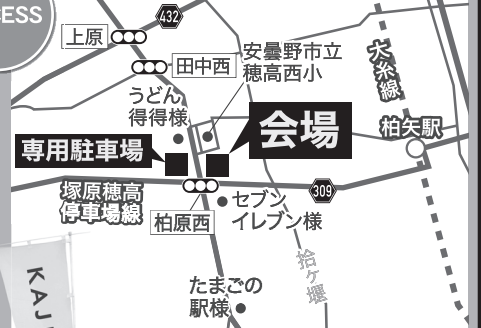 CESS
432
上原
田中西
安曇野市立
穂高西小
大糸線
うどん
得得様
会場
柏矢駅
専用駐車場
塚原穂高
停車場線
309
セブン
イレブン様
柏原西
拾ヶ堰
たまごの
駅様
KAJ